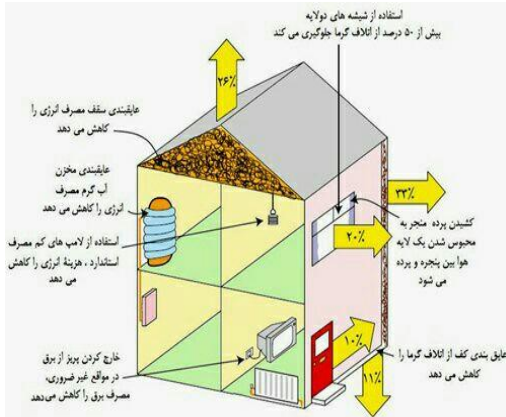 استفاده از شیشه های دولایه
بیش از ۵۰ درصد از اتلاف گرما جلوگیری می کند
۲۶%
عایقبندی سقف مصرف انرژی را
کاهش می دهد
عایقبندی مخزن
آب گرم مصرف
انرژی را کاهش می دهد
استفاده از لامپ های کم مصرف
استاندارد ، هزینهٔ انرژی را کاهش
می دهد
خارج کردن پریز از برق
در مواقع غیر ضروری،
مصرف برق را کاهش می‌دهد
۳۳%
کشیدن پرده منجر به
محبوس شدن یک لایه
هوا بین پنجره و پرده
می شود
۲۰%
۱۰%
عایق بندی کف از اتلاف گرما را
کاهش می دهد
۱۱%